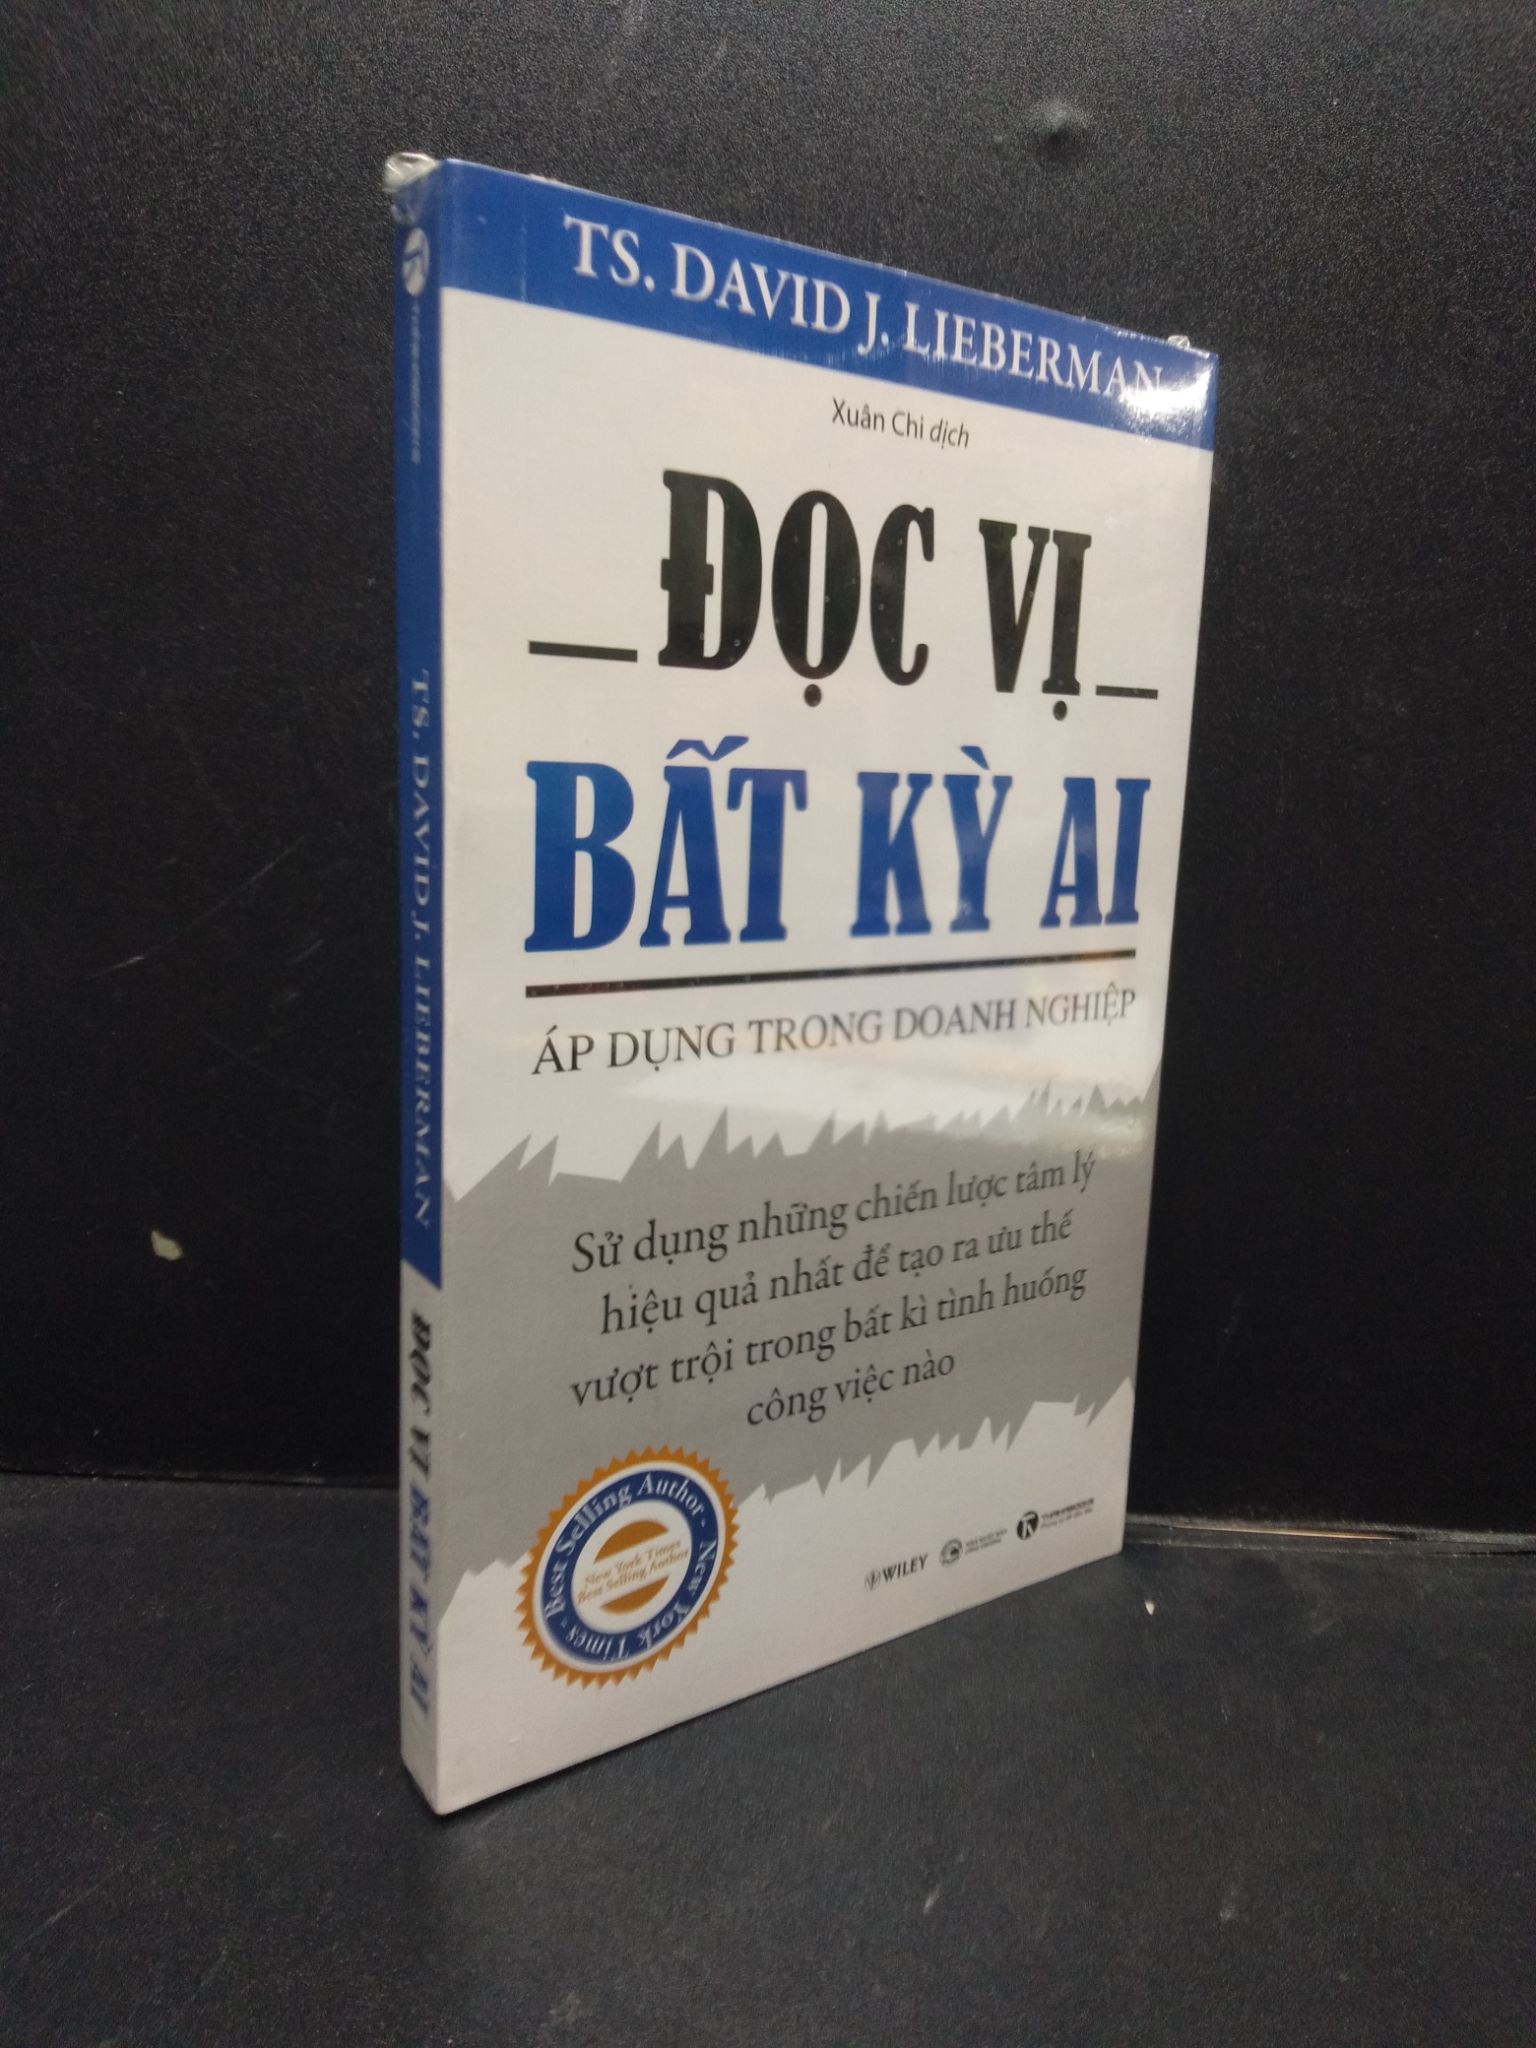 TS. DAVID J. LIEBERMAN
Xuân Chi dịch
ĐỌC VỊ
BẤT KỲ AI
ÁP DỤNG TRONG DOANH NGHIỆP
Sử dụng những chiến lược tâm lý
hiệu quả nhất để tạo ra ưu thế
vượt trội trong bất kì tình huống
công việc nào
Best Selling Author - New York Times -
New York Times
Best Selling Author
WILEY
TS. DAVID J. LIEBERMAN
ĐỌC VỊ BẤT KỲ AI